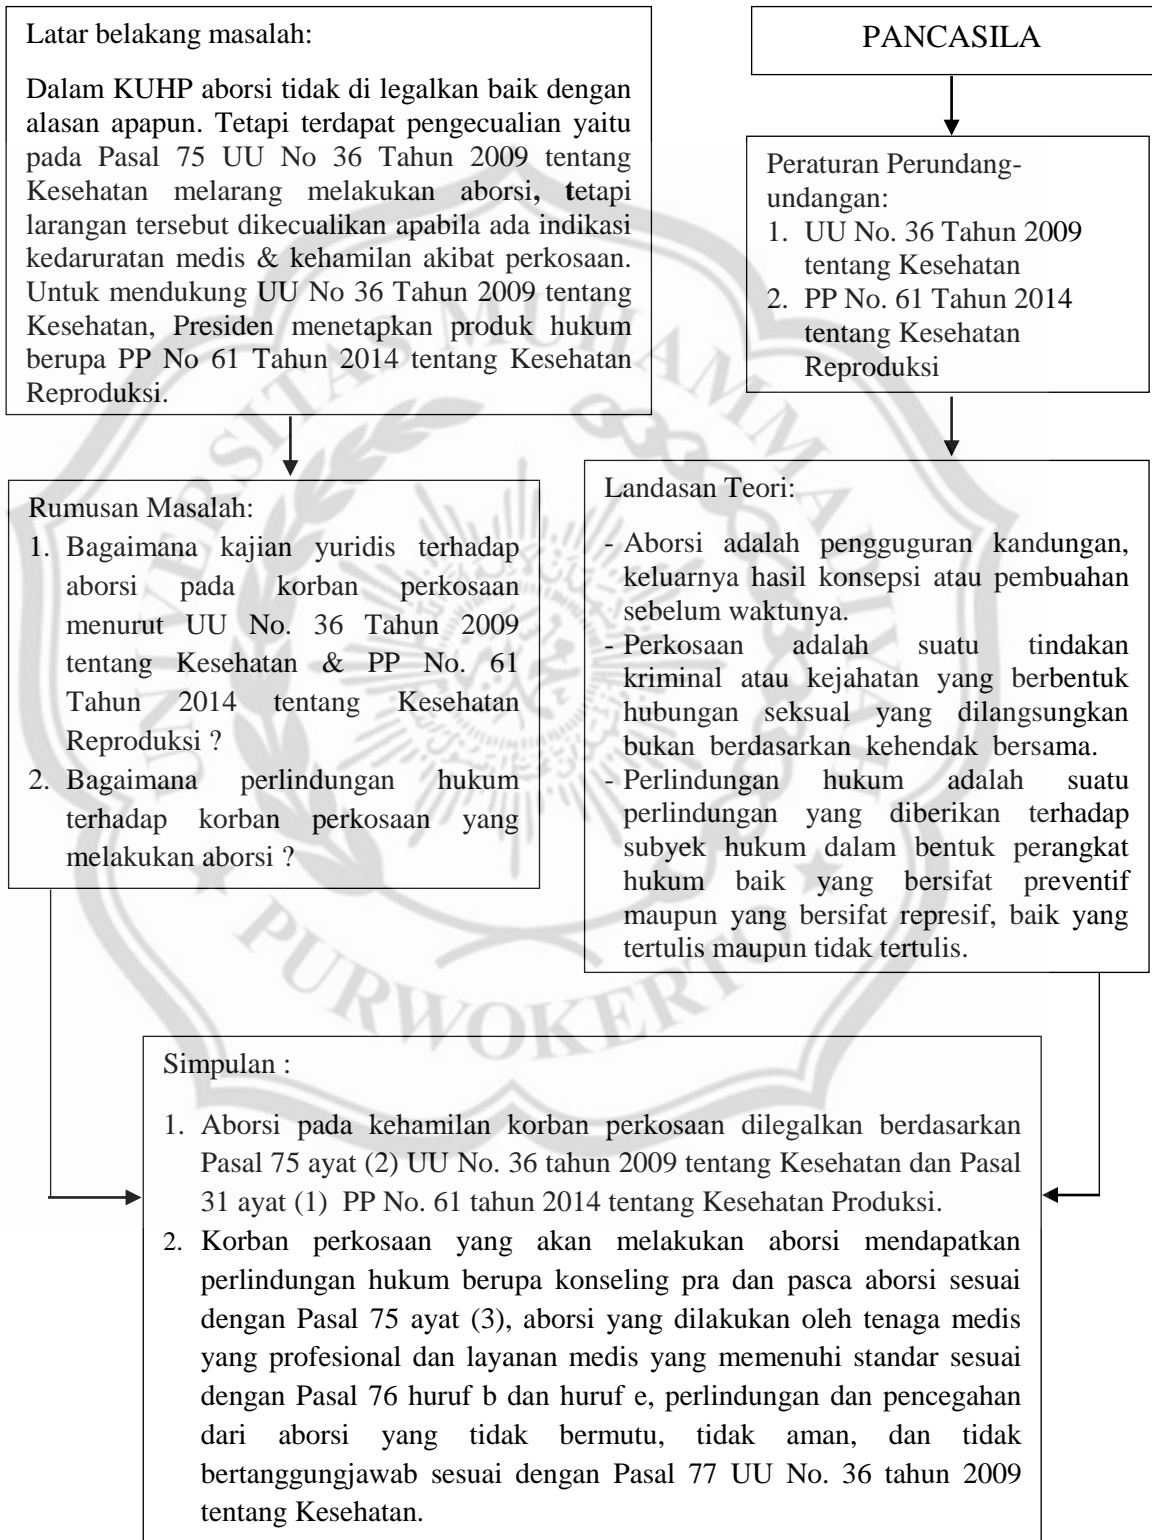 Latar belakang masalah:
Dalam KUHP aborsi tidak di legalkan baik dengan
alasan apapun. Tetapi terdapat pengecualian yaitu
pada Pasal 75 UU No 36 Tahun 2009 tentang
Kesehatan melarang melakukan aborsi, tetapi
larangan tersebut dikecualikan apabila ada indikasi
kedaruratan medis & kehamilan akibat perkosaan.
Untuk mendukung UU No 36 Tahun 2009 tentang
Kesehatan, Presiden menetapkan produk hukum
berupa PP No 61 Tahun 2014 tentang Kesehatan
Reproduksi.
PANCASILA
Peraturan Perundang-
undangan:
1. UU No. 36 Tahun 2009
tentang Kesehatan
2. PP No. 61 Tahun 2014
tentang Kesehatan
Reproduksi
Rumusan Masalah:
1. Bagaimana kajian yuridis terhadap
aborsi pada korban perkosaan
menurut UU No. 36 Tahun 2009
tentang Kesehatan & PP No. 61
Tahun 2014 tentang Kesehatan
Reproduksi ?
2. Bagaimana perlindungan hukum
terhadap korban perkosaan yang
melakukan aborsi ?
Landasan Teori:
- Aborsi adalah pengguguran kandungan,
keluarnya hasil konsepsi atau pembuahan
sebelum waktunya.
- Perkosaan adalah suatu tindakan
kriminal atau kejahatan yang berbentuk
hubungan seksual yang dilangsungkan
bukan berdasarkan kehendak bersama.
- Perlindungan hukum adalah suatu
perlindungan yang diberikan terhadap
subyek hukum dalam bentuk perangkat
hukum baik yang bersifat preventif
maupun yang bersifat represif, baik yang
tertulis maupun tidak tertulis.
Simpulan :
1. Aborsi pada kehamilan korban perkosaan dilegalkan berdasarkan
Pasal 75 ayat (2) UU No. 36 tahun 2009 tentang Kesehatan dan Pasal
31 ayat (1) PP No. 61 tahun 2014 tentang Kesehatan Produksi.
2. Korban perkosaan yang akan melakukan aborsi mendapatkan
perlindungan hukum berupa konseling pra dan pasca aborsi sesuai
dengan Pasal 75 ayat (3), aborsi yang dilakukan oleh tenaga medis
yang profesional dan layanan medis yang memenuhi standar sesuai
dengan Pasal 76 huruf b dan huruf e, perlindungan dan pencegahan
dari aborsi yang tidak bermutu, tidak aman, dan tidak
bertanggungjawab sesuai dengan Pasal 77 UU No. 36 tahun 2009
tentang Kesehatan.
UNIVERSITAS MUHAMMADIYAH
PURWOKERTO